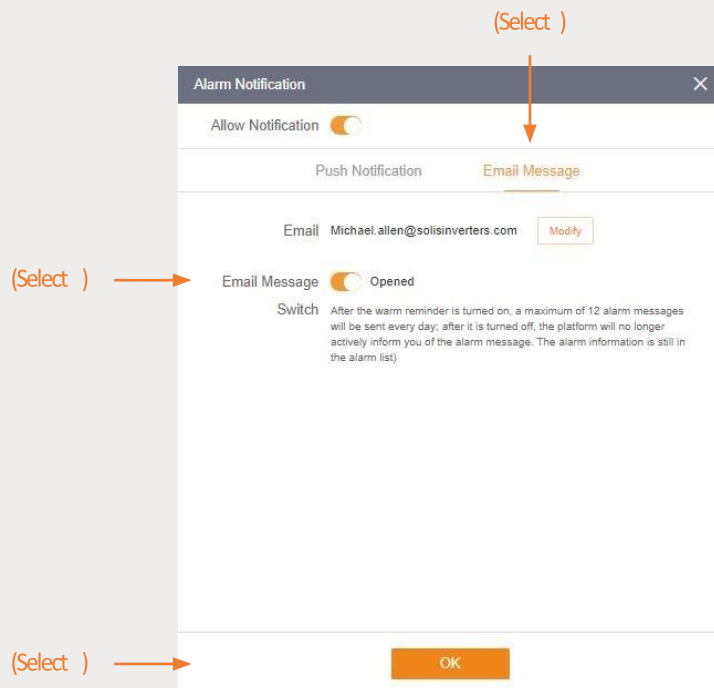 (Select )
Alarm Notification
Allow Notification
Push Notification Email Message
Email Michael.allen@solisinverters.com Modify
(Select ) Email Message Opened
Switch After the warm reminder is turned on, a maximum of 12 alarm messages
will be sent every day; after it is turned off, the platform will no longer
actively inform you of the alarm message. The alarm information is still in
the alarm list)
(Select ) OK